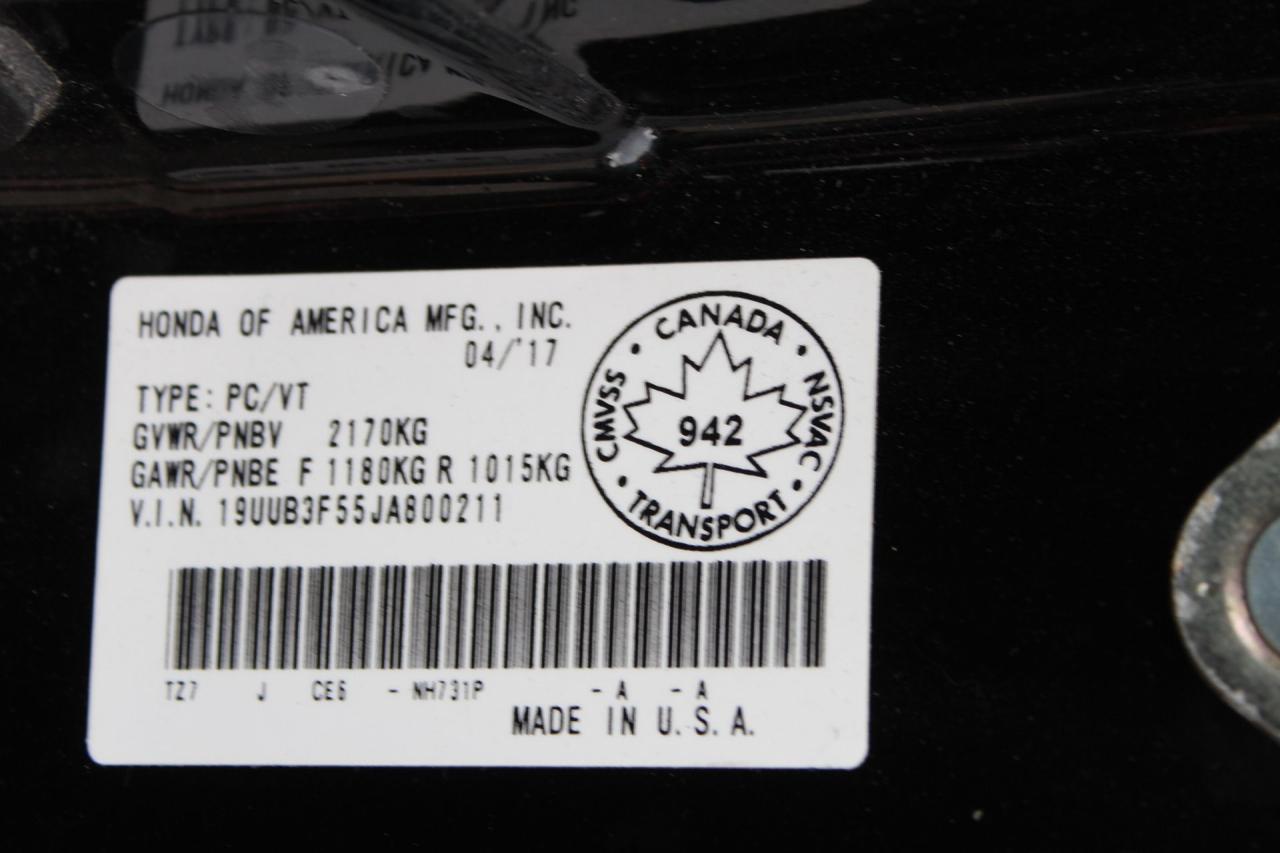 HONDA OF AMERICA MFG., INC.
04/'17
TYPE: PC/VT
GVWR/PNBV 2170KG
GAWR/PNBE F 1180KG R 1015KG
V.I.N. 19UUB3F55JA800211
CANADA
CMVSS
NSVAC
942
TRANSPORT
TZ7 J CE6 - NH731P - A - A
MADE IN U.S.A.